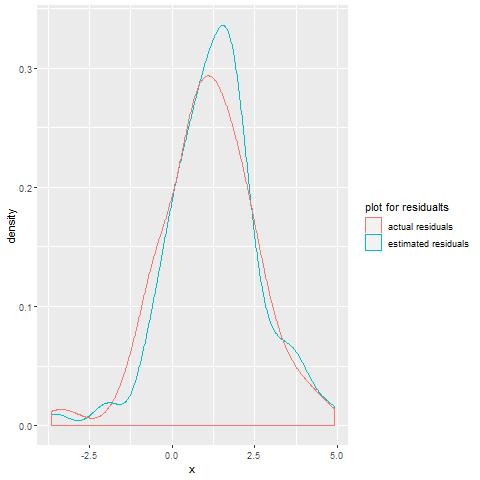 0.3
0.2
0.1
0.0
density
-2.5 0.0 2.5 5.0
x
plot for residualts
actual residuals
estimated residuals